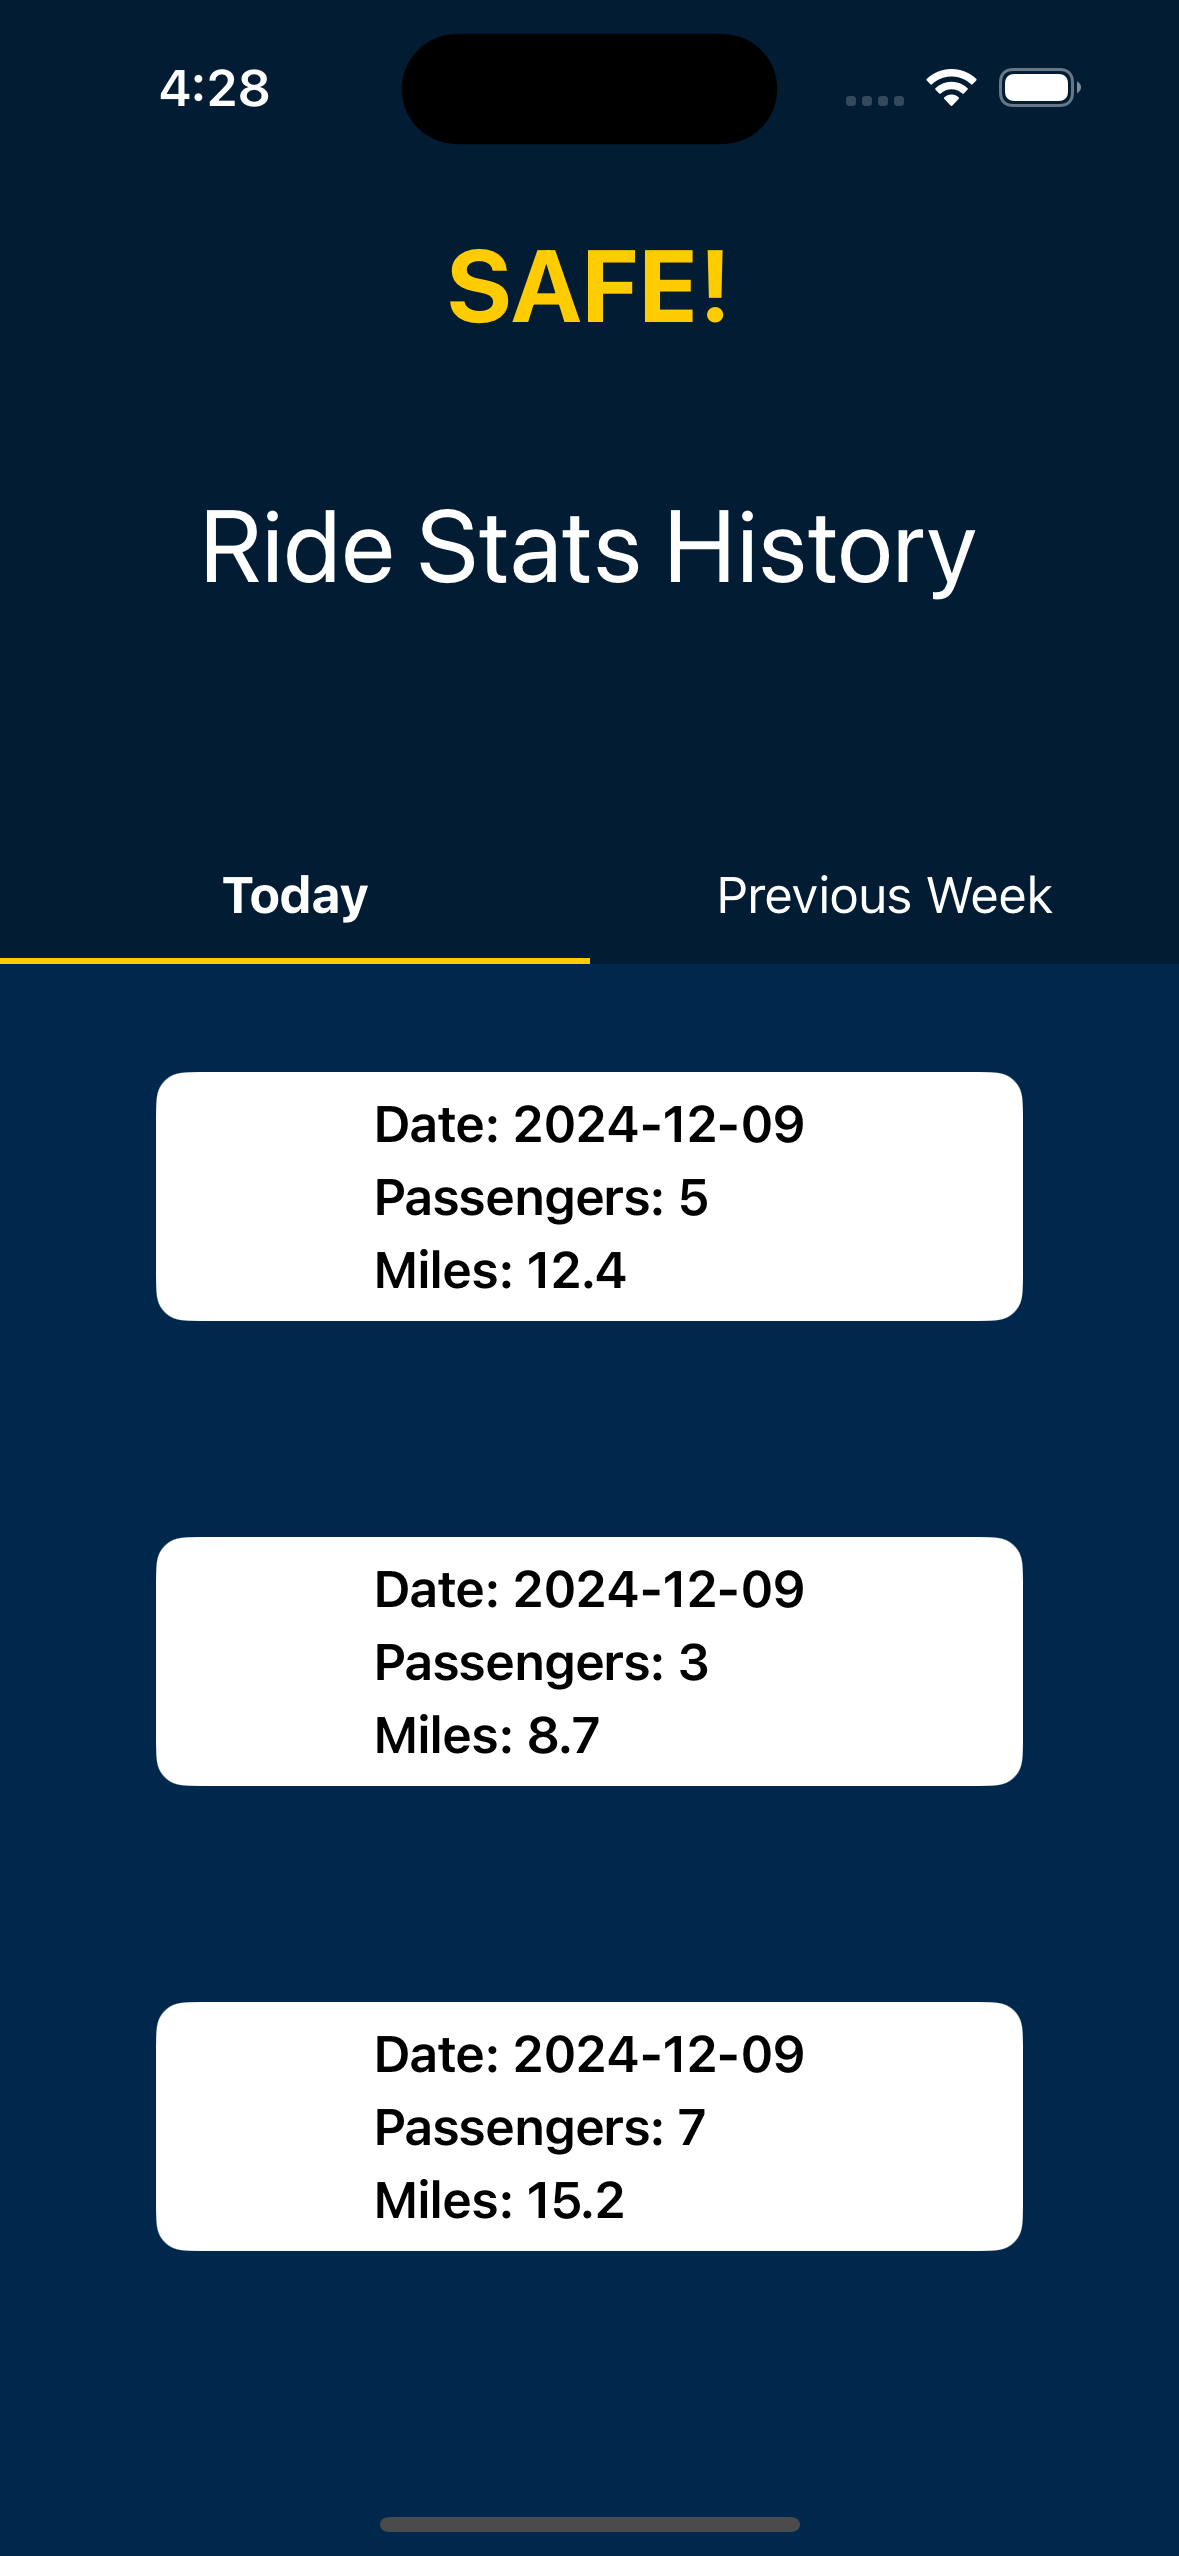 4:28
SAFE!
Ride Stats History
Today
Previous Week
Date: 2024-12-09
Passengers: 5
Miles: 12.4
Date: 2024-12-09
Passengers: 3
Miles: 8.7
Date: 2024-12-09
Passengers: 7
Miles: 15.2